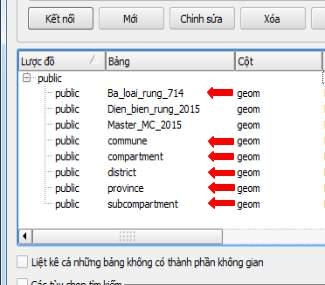 Kết nối Mới Chỉnh sửa Xóa
Lược đồ Bảng Cột
public
public Ba_loai_rung_714 geom
public Dien_bien_rung_2015 geom
public Master_MC_2015 geom
public commune geom
public compartment geom
public district geom
public province geom
public subcompartment geom
Liệt kê cả những bảng không có thành phần không gian
Các tùy chọn tìm kiếm